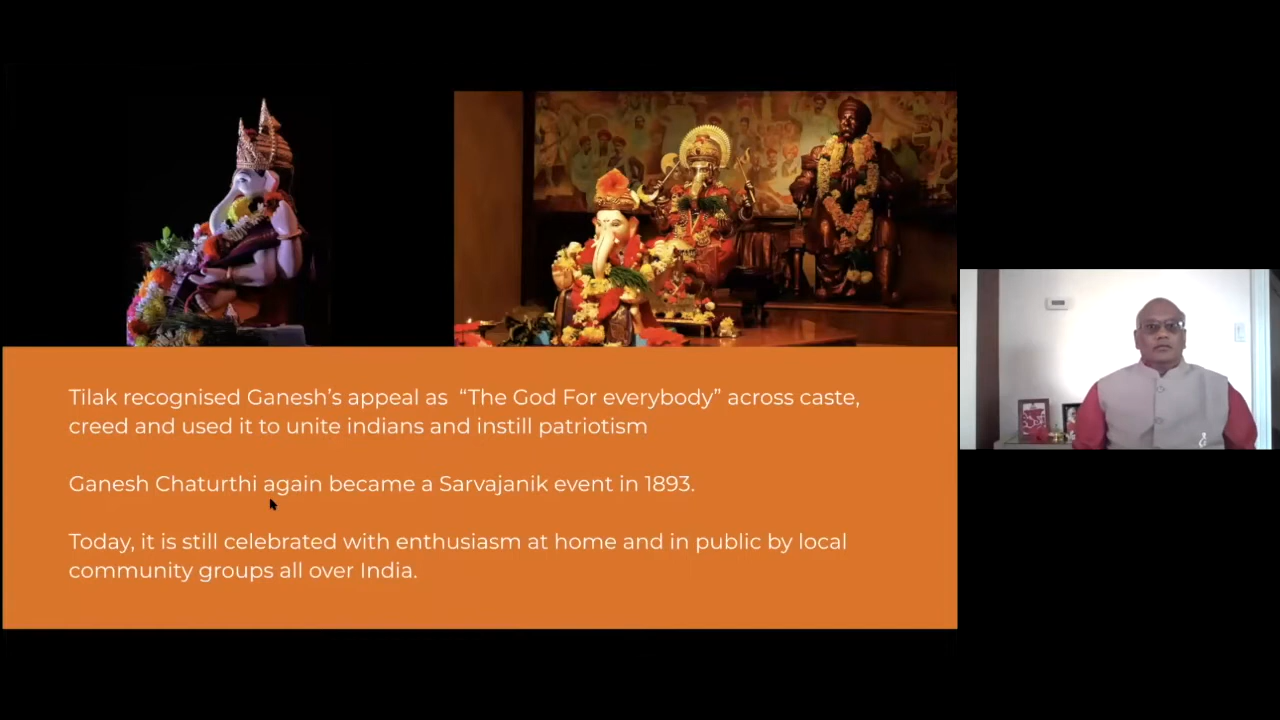 Tilak recognised Ganesh’s appeal as “The God For everybody” across caste,
creed and used it to unite indians and instill patriotism
Ganesh Chaturthi again became a Sarvajanik event in 1893.
Today, it is still celebrated with enthusiasm at home and in public by local
community groups all over India.